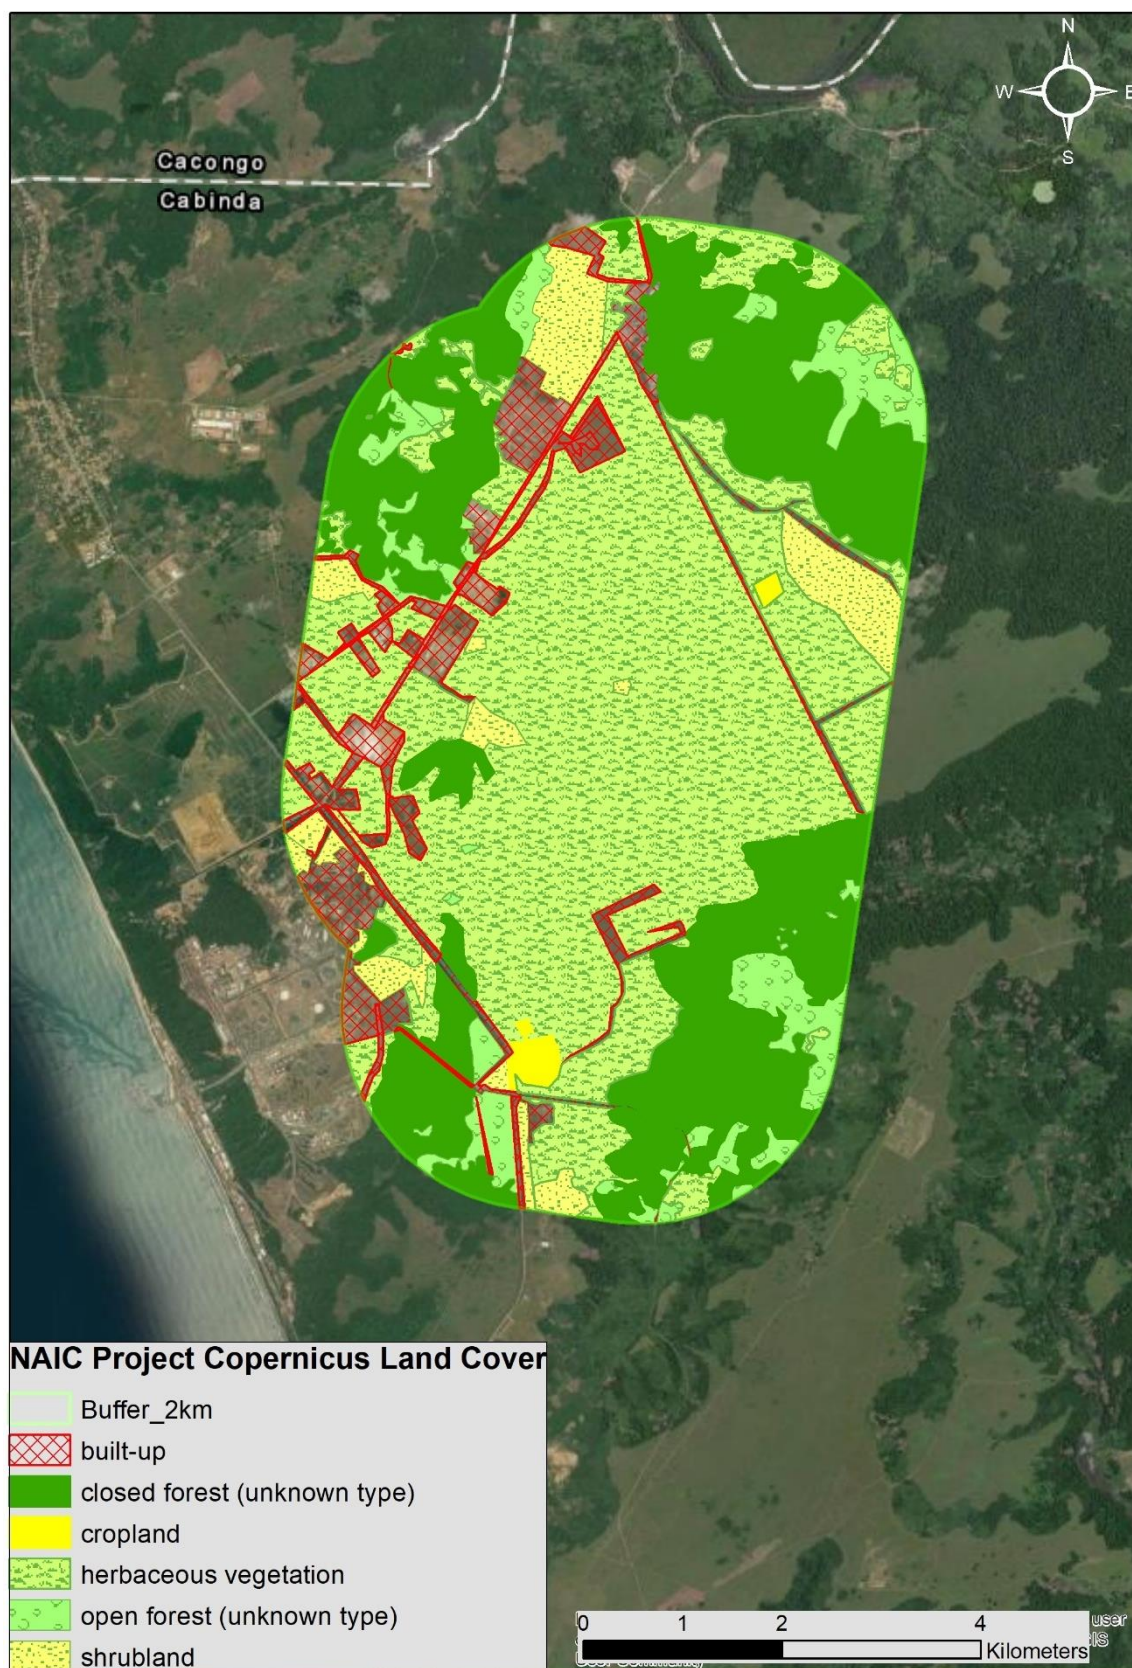 N
W E
S
Cacongo
Cabinda
NAIC Project Copernicus Land Cover
Buffer_2km
built-up
closed forest (unknown type)
cropland
herbaceous vegetation
open forest (unknown type)
shrubland
0 1 2 4
user
Kilometers